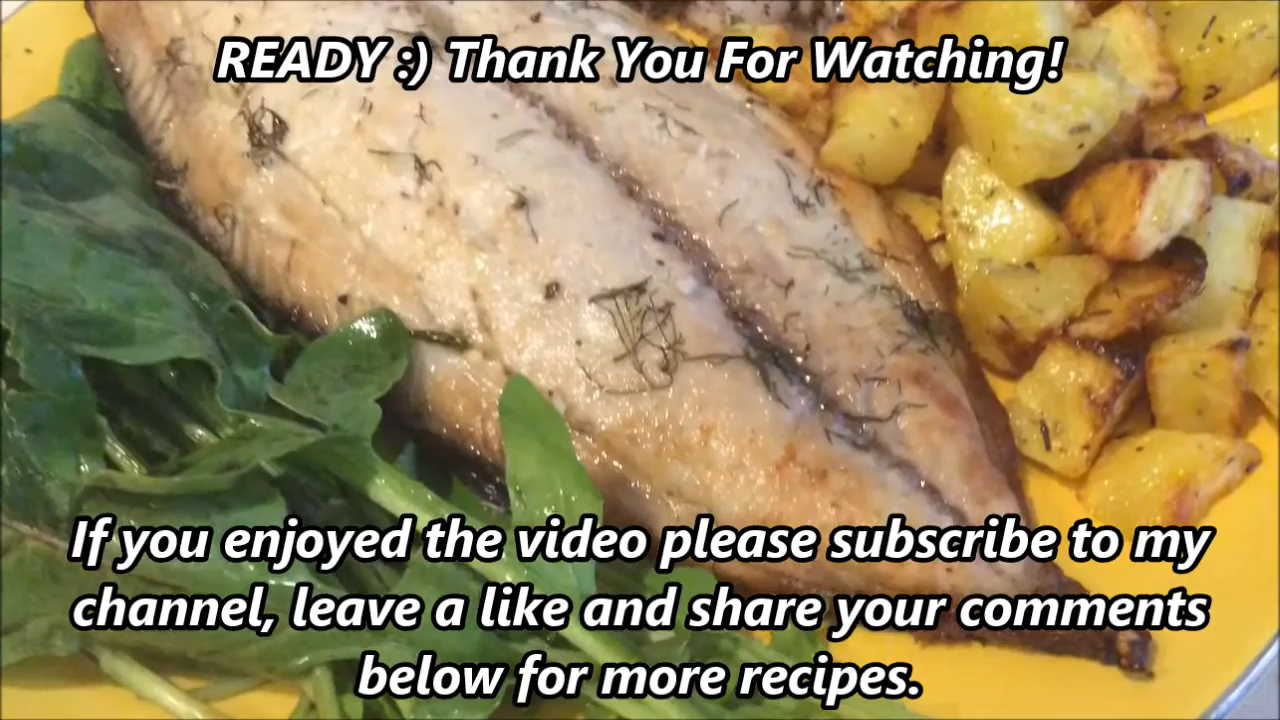 READY :) Thank You For Watching!
If you enjoyed the video please subscribe to my
channel, leave a like and share your comments
below for more recipes.